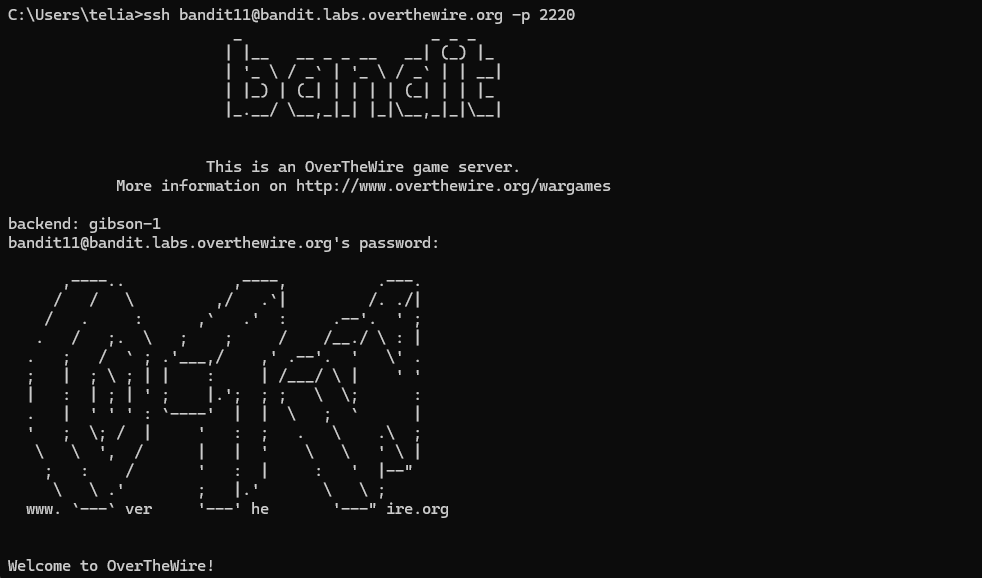 C:\Users\telia>ssh bandit11@bandit.labs.overthewire.org -p 2220
bandit
This is an OverTheWire game server.
More information on http://www.overthewire.org/wargames
backend: gibson-1
bandit11@bandit.labs.overthewire.org's password:
www. ver he ire.org
Welcome to OverTheWire!